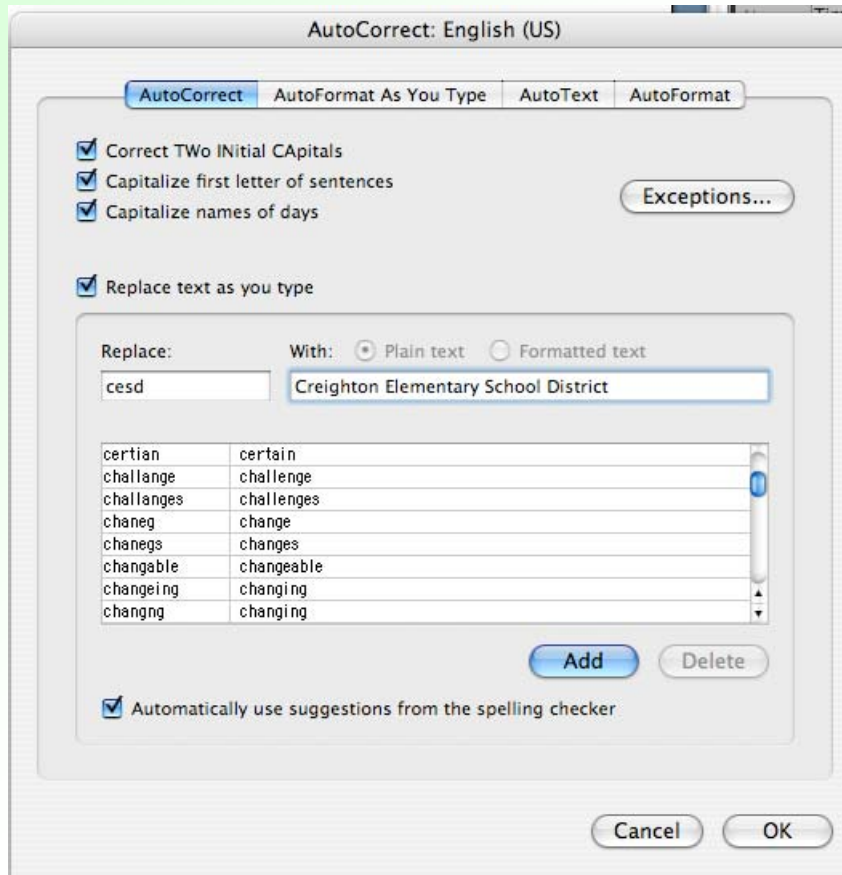 AutoCorrect: English (US)
AutoCorrect AutoFormat As You Type AutoText AutoFormat
Correct TWo INitial CApitals
Capitalize first letter of sentences
Exceptions...
Capitalize names of days
Replace text as you type
Replace: With: Plain text Formatted text
cesd Creighton Elementary School District
certian certain
challange challenge
challanges challenges
chaneg change
chanegs changes
changable changeable
changeing changing
changng changing
Add Delete
Automatically use suggestions from the spelling checker
Cancel OK